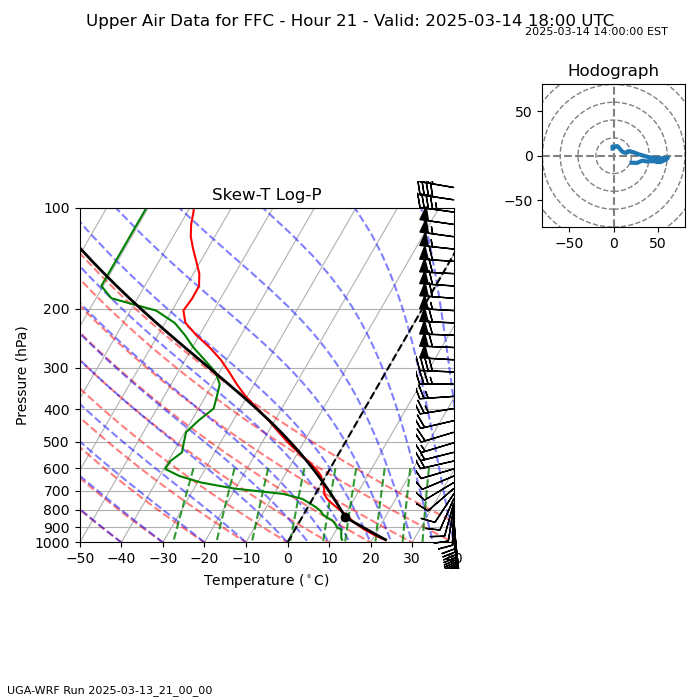 Upper Air Data for FFC - Hour 21 - Valid: 2025-03-14 18:00 UTC
2025-03-14 14:00:00 EST
Hodograph
50
0
−50
−50 0 50
Skew-T Log-P
100
200
300
400
500
600
700
800
900
1000
Pressure (hPa)
−50 −40 −30 −20 −10 0 10 20 30
Temperature (°C)
UGA-WRF Run 2025-03-13_21_00_00